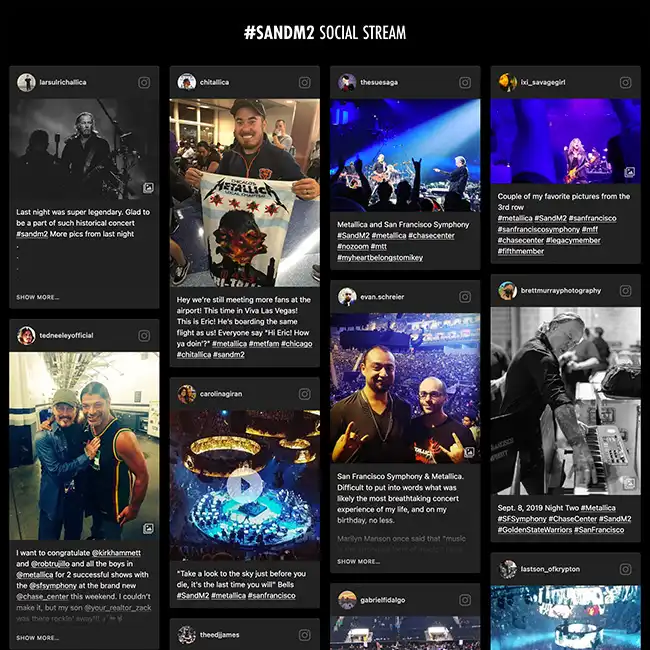 #SANDM2 SOCIAL STREAM
larsulrichallica
Last night was super legendary. Glad to
be a part of such historical concert
#sandm2 More pics from last night
.
.
.
SHOW MORE...
tedneeleyofficial
I want to congratulate @kirkhammett
and @robtrujillo and all the boys in
@metallica for 2 successful shows with
the @sfsymphony at the brand new
@chase_center this weekend. I couldn't
make it, but my son @your_realtor_zack
was there rockin' away!!!
SHOW MORE...
chitallica
CHICAGO
METALLICA
Hey we're still meeting more fans at the
airport! This time in Viva Las Vegas!
This is Eric! He's boarding the same
flight as us! Everyone say "Hi Eric! How
ya doin'?" #metallica #metfam #chicago
#chitallica #sandm2
carolinagiran
"Take a look to the sky just before you
die, it's the last time you will" Bells
#SandM2 #metallica #sanfrancisco
theedjjames
thesuesaga
Metallica and San Francisco Symphony
#SandM2 #metallica #chasecenter
#nozoom #mtt
#myheartbelongstomikey
evan.schreier
METALLICA
San Francisco Symphony & Metallica.
Difficult to put into words what was
likely the most breathtaking concert
experience of my life, and on my
birthday, no less.
Marilyn Manson once said that "music
SHOW MORE...
gabrielfidalgo
ixi_savagegirl
Couple of my favorite pictures from the
3rd row
#metallica #SandM2 #sanfrancisco
#sanfranciscosymphony #mff
#chasecenter #legacymember
#fifthmember
brettmurrayphotography
Sept. 8, 2019 Night Two #Metallica
#SFSymphony #ChaseCenter #SandM2
#GoldenStateWarriors #SanFrancisco
lastson_ofkrypton